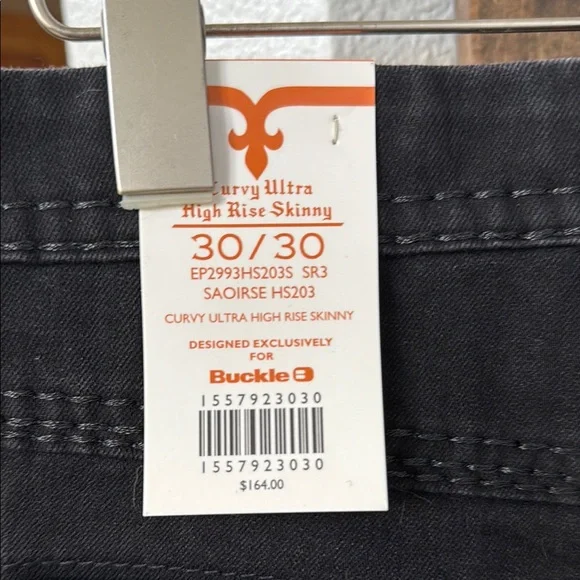 Curvy Ultra
High Rise Skinny
30/30
EP2993HS203S SR3
SAOIRSE HS203
CURVY ULTRA HIGH RISE SKINNY
DESIGNED EXCLUSIVELY
FOR
Buckle B
1557923030
1557923030
$164.00